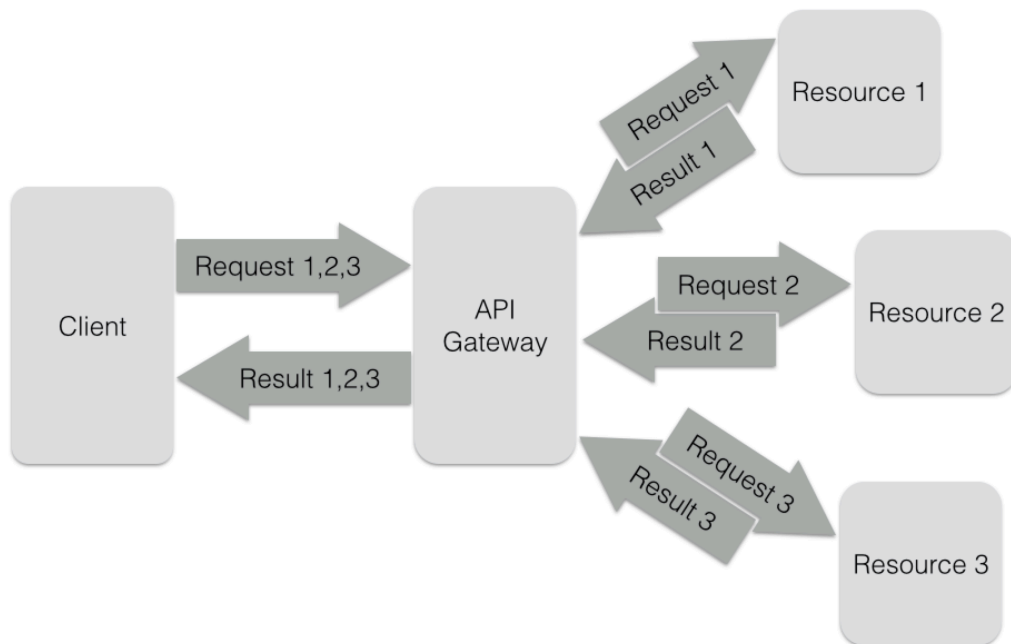 Request 1
Result 1
Resource 1
Request 1,2,3
Result 1,2,3
Client
API
Gateway
Request 2
Result 2
Resource 2
Request 3
Result 3
Resource 3